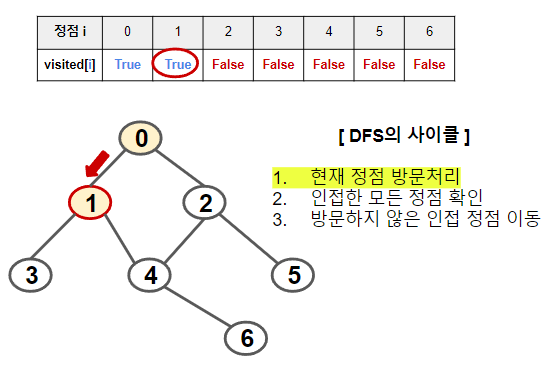 정점 i 0 1 2 3 4 5 6
visited[i] True True False False False False False
[ DFS의 사이클 ]
1. 현재 정점 방문처리
2. 인접한 모든 정점 확인
3. 방문하지 않은 인접 정점 이동
0
1 2
3 4 5
6